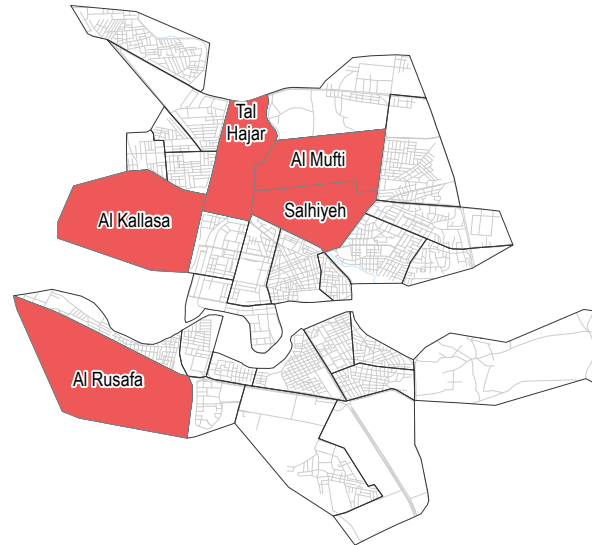 Tal
Hajar
Al Mufti
Al Kallasa
Salhiyeh
Al Rusafa